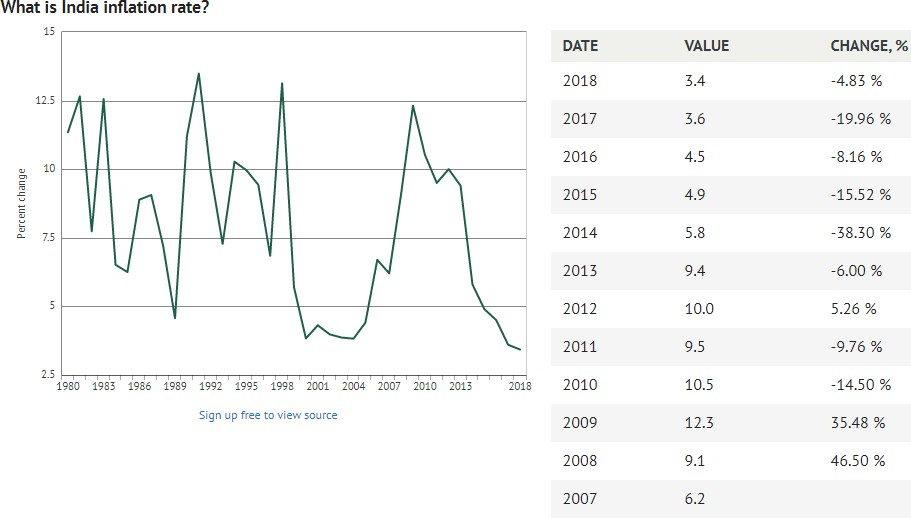 What is India inflation rate?
15
12.5
10
7.5
5
2.5
Percent change
1980 1983 1986 1989 1992 1995 1998 2001 2004 2007 2010 2013 2018
Sign up free to view source
DATE VALUE CHANGE, %
2018 3.4 -4.83 %
2017 3.6 -19.96 %
2016 4.5 -8.16 %
2015 4.9 -15.52 %
2014 5.8 -38.30 %
2013 9.4 -6.00 %
2012 10.0 5.26 %
2011 9.5 -9.76 %
2010 10.5 -14.50 %
2009 12.3 35.48 %
2008 9.1 46.50 %
2007 6.2